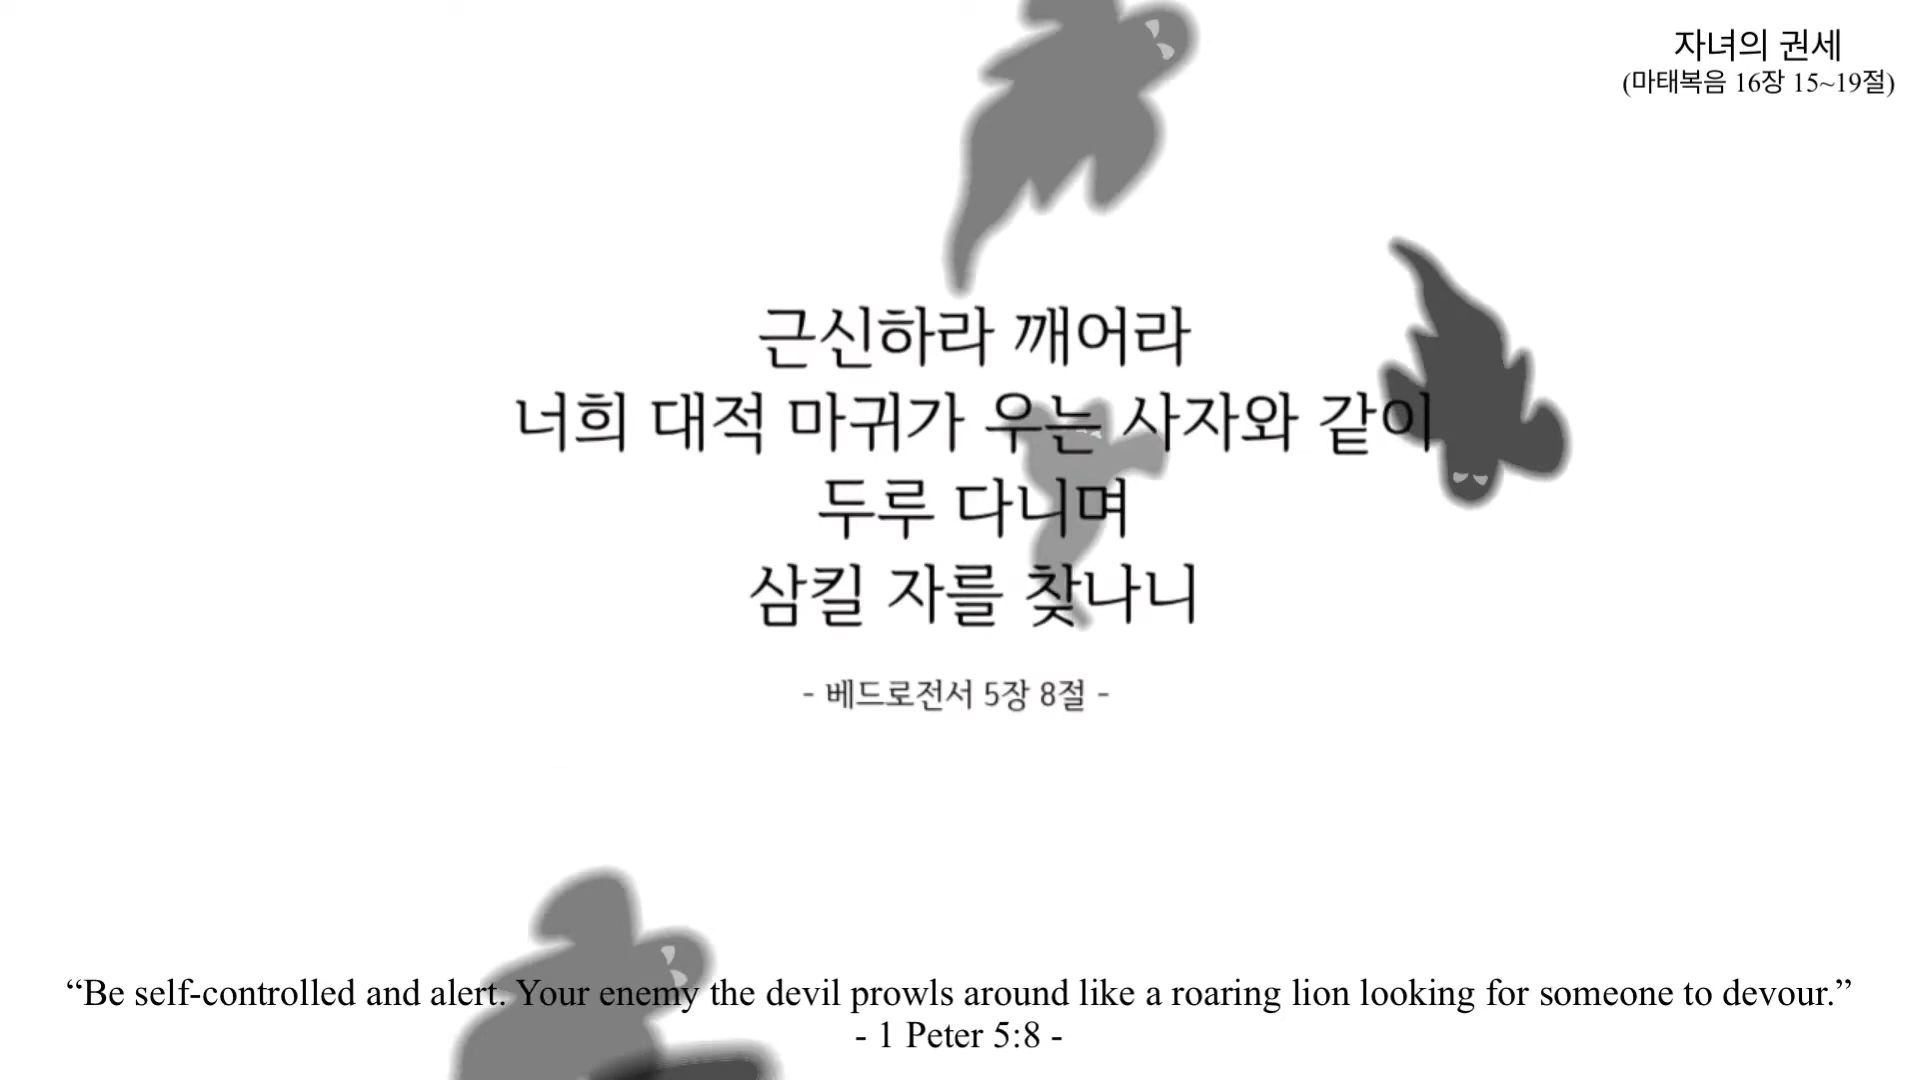 자녀의 권세
(마태복음 16장 15~19절)
근신하라 깨어라
너희 대적 마귀가 우는 사자와 같이
두루 다니며
삼킬 자를 찾나니
- 베드로전서 5장 8절 -
“Be self-controlled and alert. Your enemy the devil prowls around like a roaring lion looking for someone to devour.”
- 1 Peter 5:8 -